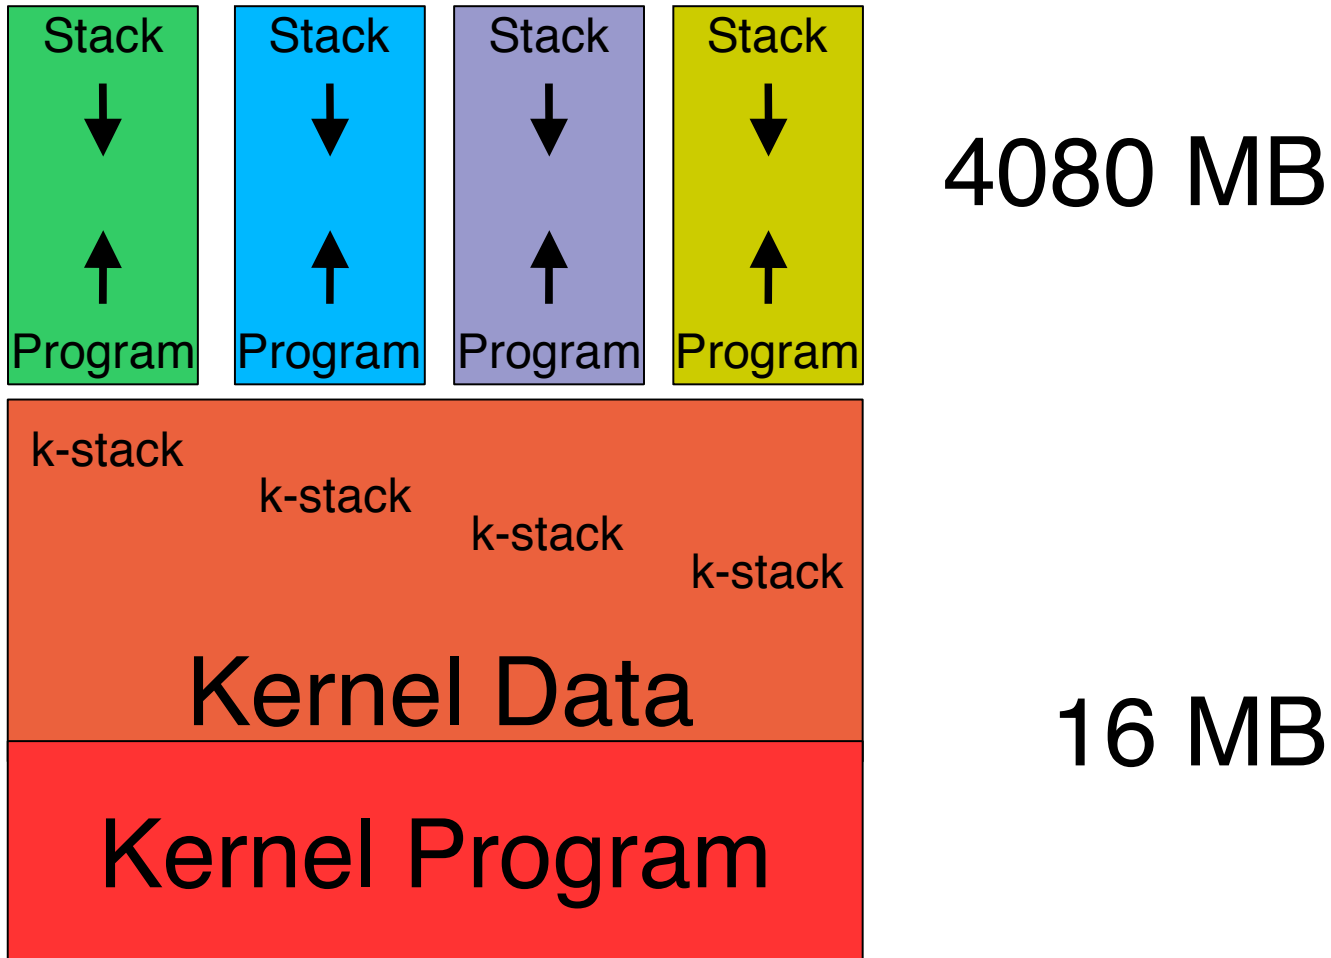 Stack Stack Stack Stack
4080 MB
Program Program Program Program
k-stack
k-stack
k-stack
k-stack
Kernel Data
16 MB
Kernel Program